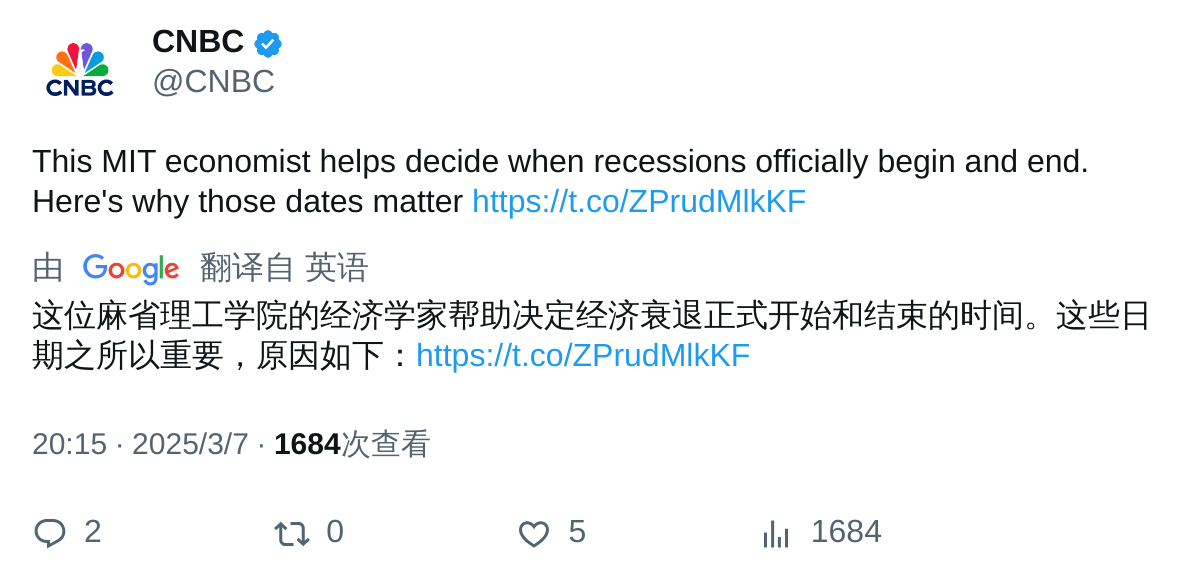 CNBC
CNBC
@CNBC
This MIT economist helps decide when recessions officially begin and end.
Here's why those dates matter https://t.co/ZPrudMlkKF
由 Google 翻译自 英语
这位麻省理工学院的经济学家帮助决定经济衰退正式开始和结束的时间。这些日
期之所以重要，原因如下：https://t.co/ZPrudMlkKF
20:15 · 2025/3/7 · 1684次查看
2 0 5 1684